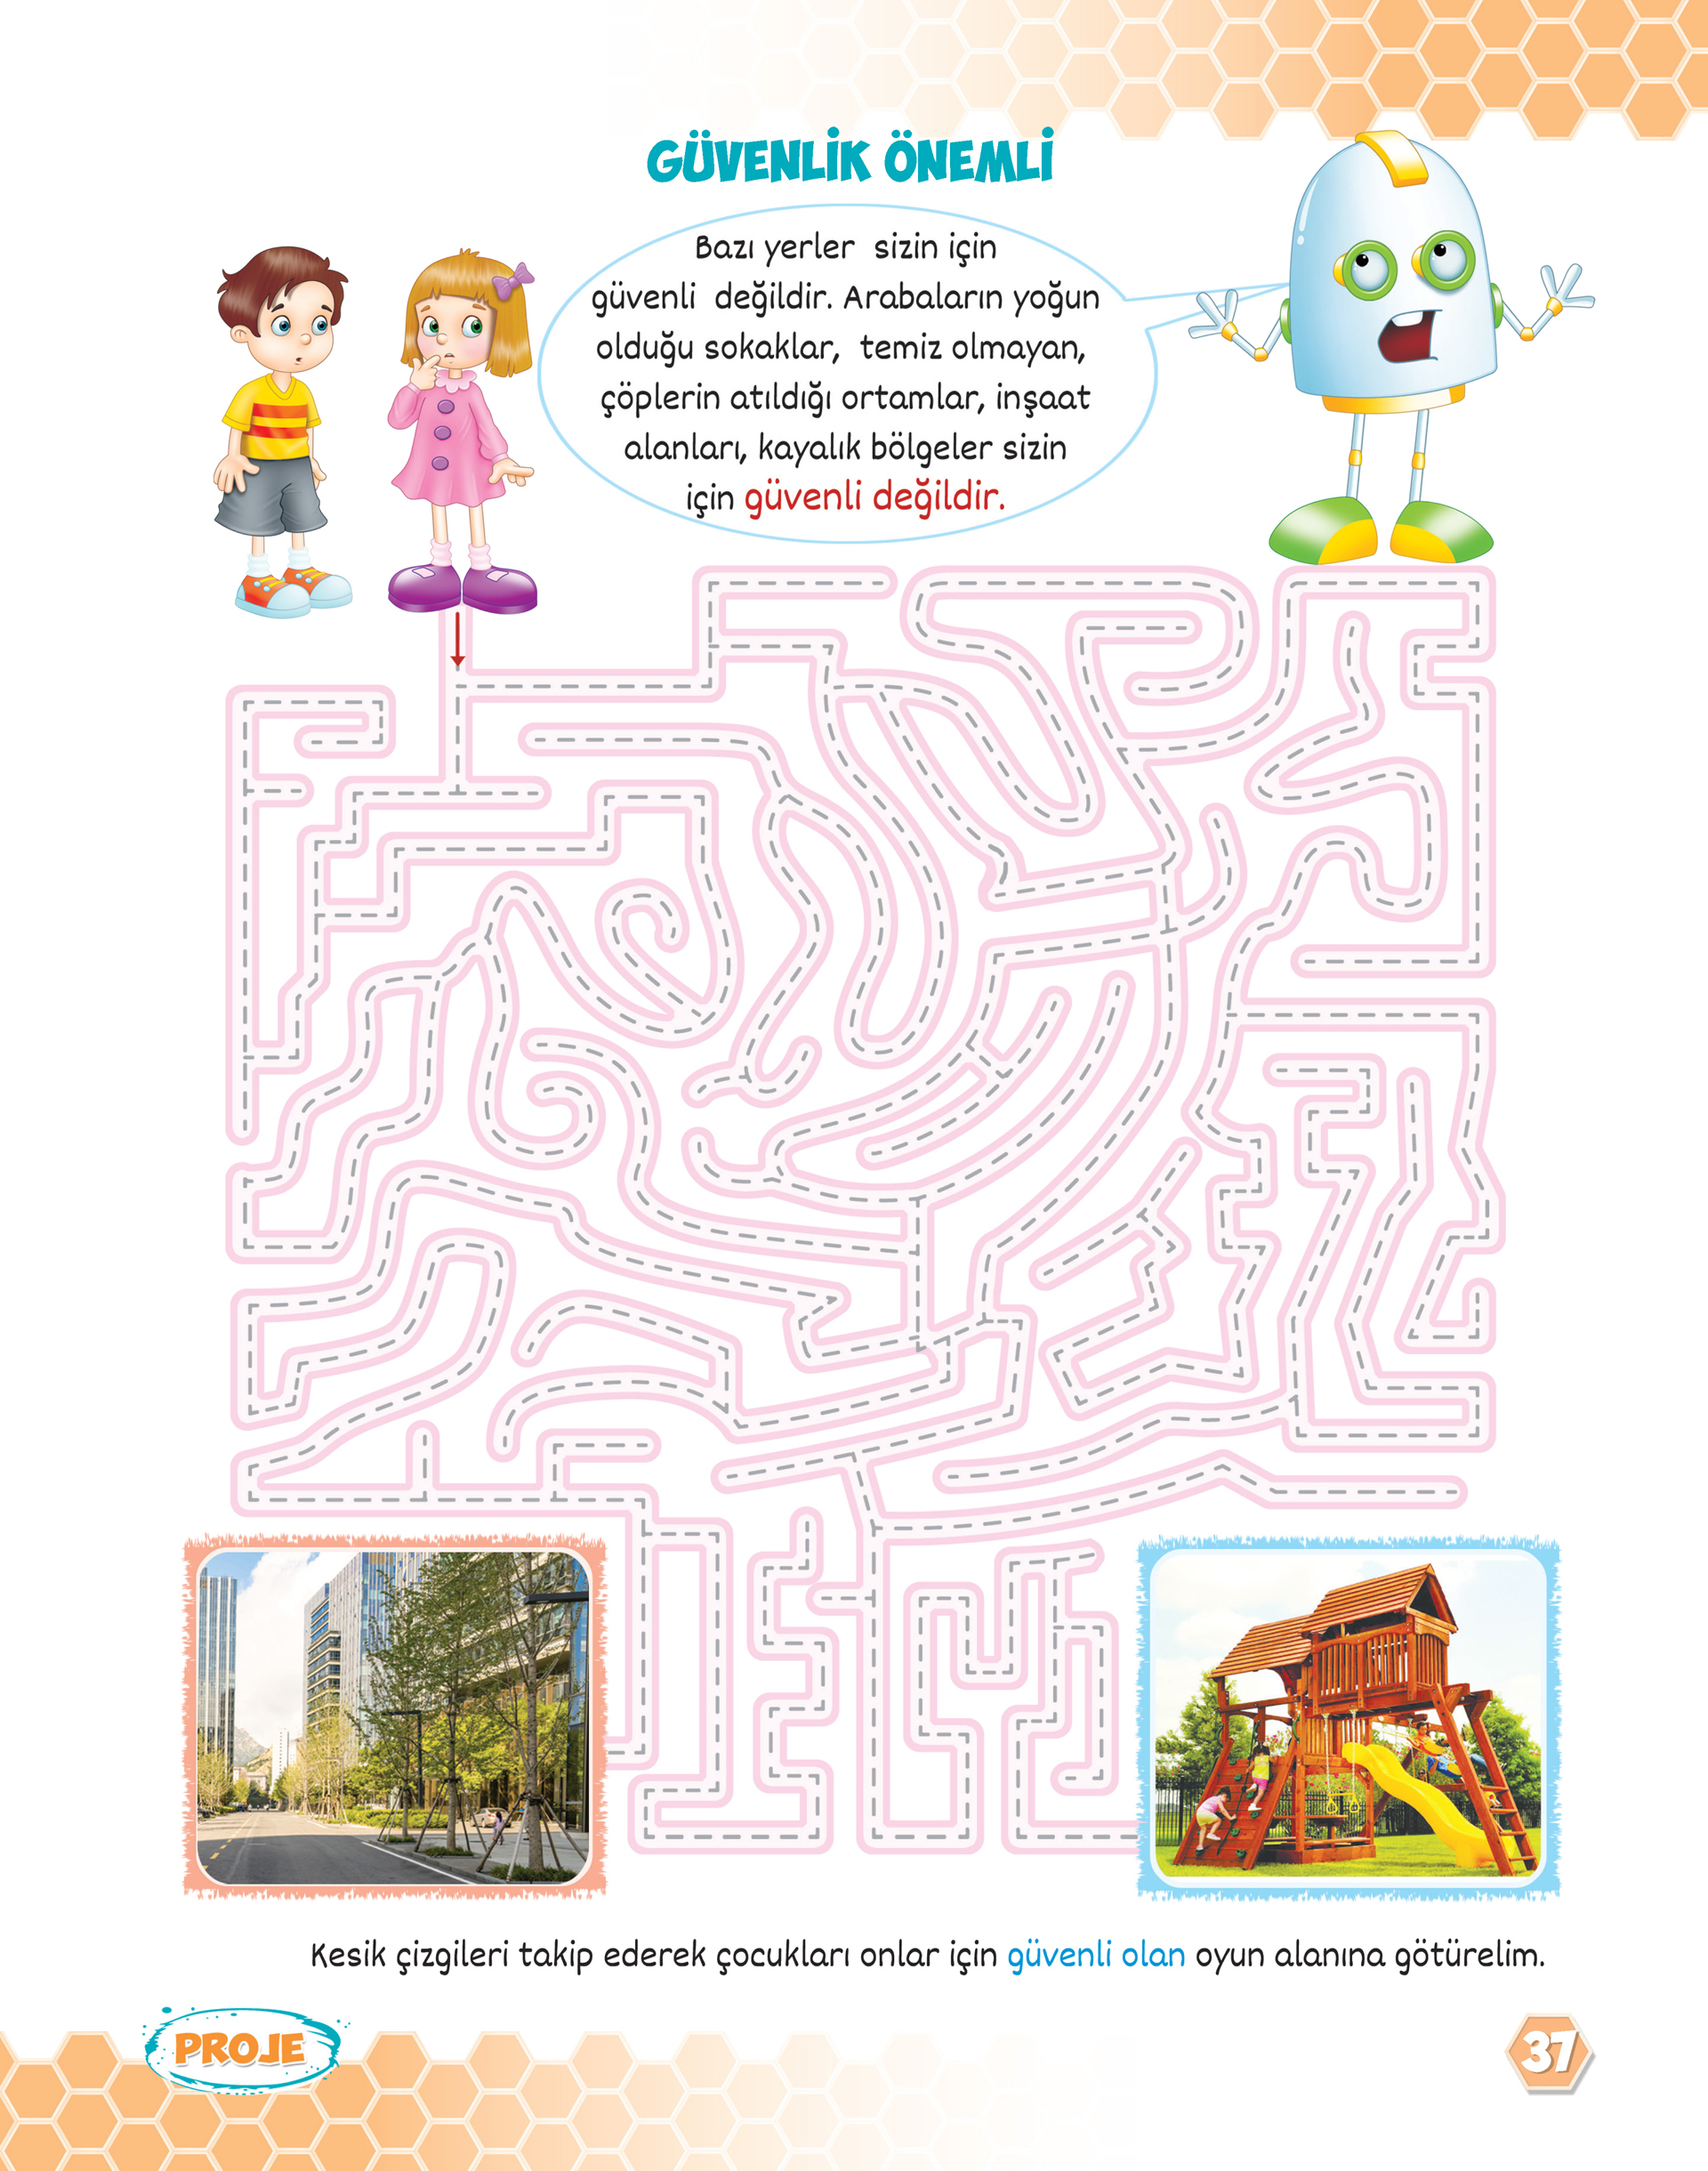 GÜVENLİK ÖNEMLİ
Bazı yerler sizin için
güvenli değildir. Arabaların yoğun
olduğu sokaklar, temiz olmayan,
çöplerin atıldığı ortamlar, inşaat
alanları, kayalık bölgeler sizin
için güvenli değildir.
Kesik çizgileri takip ederek çocukları onlar için güvenli olan oyun alanına götürelim.
PROJE
37